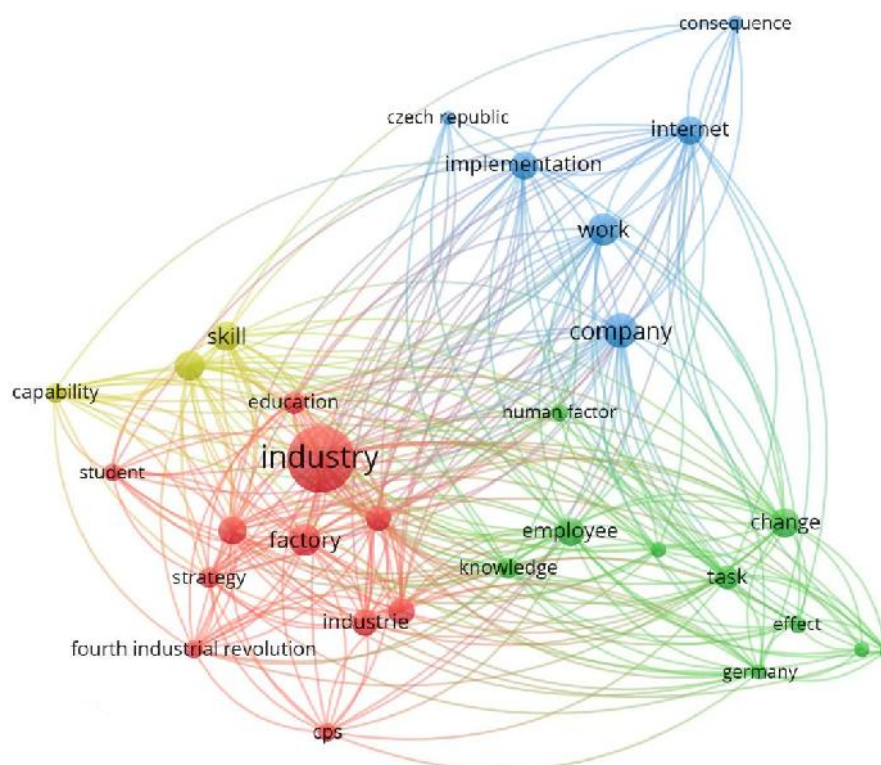 consequence
czech republic
internet
implementation
work
company
skill
capability
education
human factor
industry
student
change
employee
factory
knowledge
task
strategy
industrie
effect
fourth industrial revolution
germany
cps